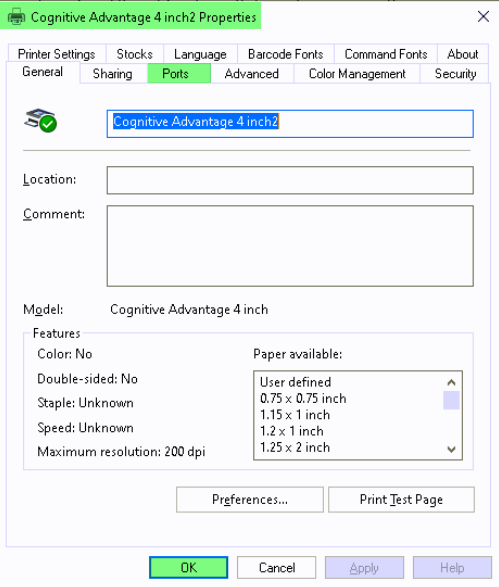 Cognitive Advantage 4 inch2 Properties
Printer Settings Stocks Language Barcode Fonts Command Fonts About
General Sharing Ports Advanced Color Management Security
Cognitive Advantage 4 inch2
Location:
Comment:
Model: Cognitive Advantage 4 inch
Features
Color: No Paper available:
Double-sided: No User defined
Staple: Unknown 0.75 x 0.75 inch
Speed: Unknown 1.15 x 1 inch
Maximum resolution: 200 dpi 1.2 x 1 inch
1.25 x 2 inch
Preferences... Print Test Page
OK Cancel Apply Help